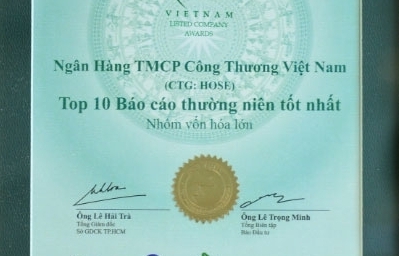 VIETNAM
LISTED COMPANY
AWARDS
Ngân Hàng TMCP Công Thương Việt Nam
(CTG: HOSE)
Top 10 Báo cáo thường niên tốt nhất
Nhóm vốn hóa lớn
Ông Lê Hải Trà
Tổng Giám đốc
Sở GDCK TP.HCM
Ông Lê Trọng Minh
Tổng Biên tập
Báo Đầu tư